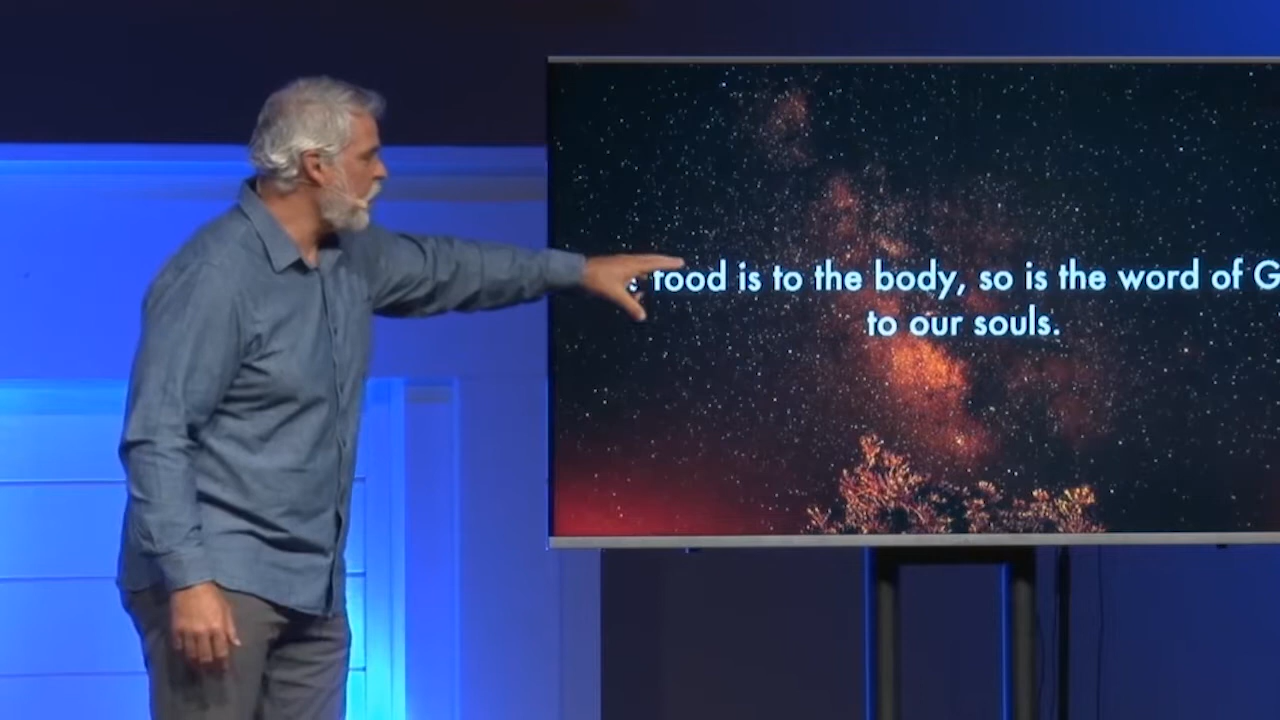 food is to the body, so is the word of G
to our souls.